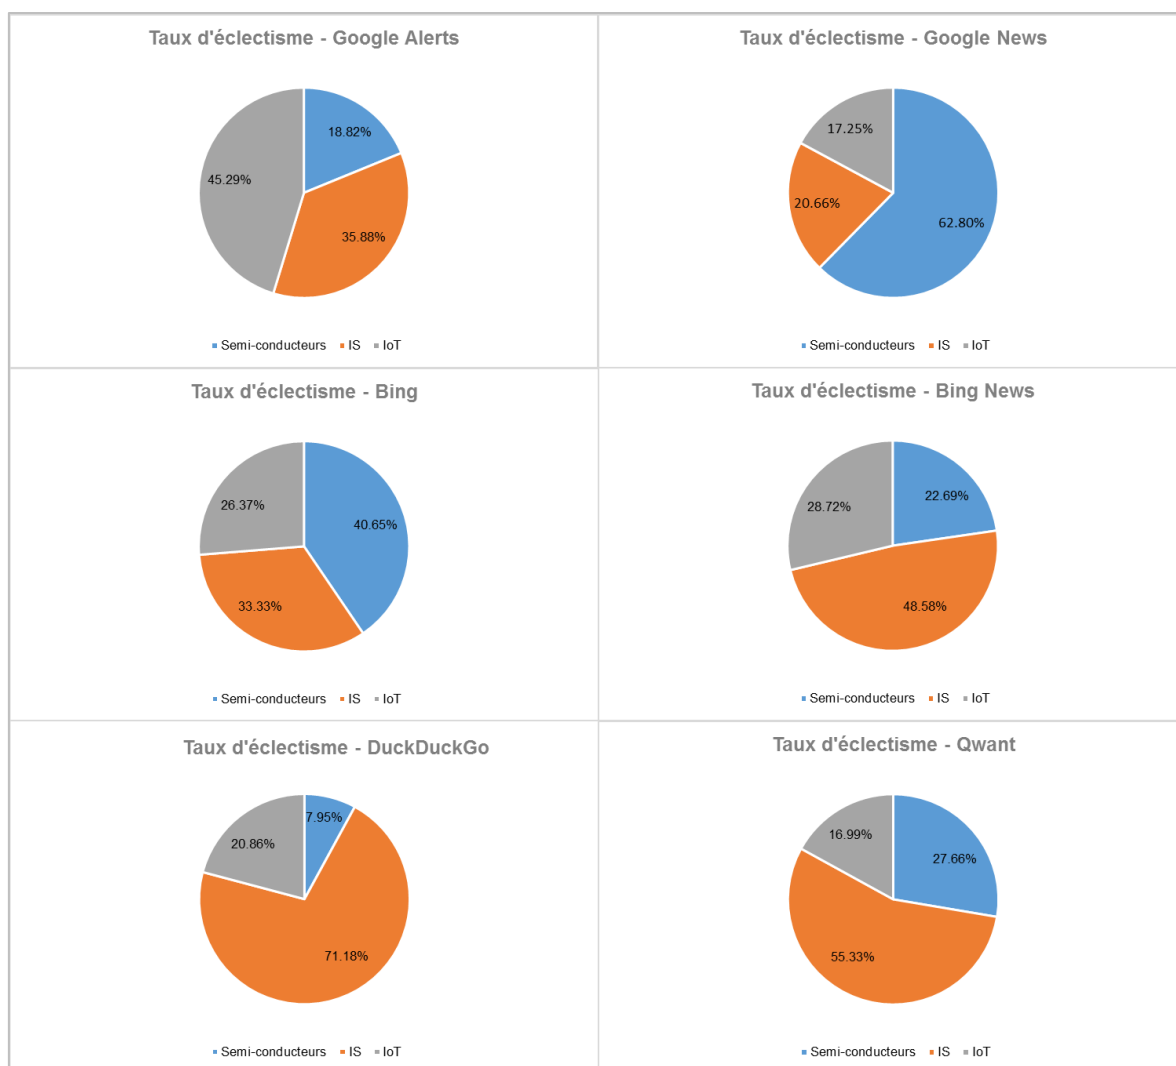 Taux d'éclectisme - Google Alerts
18.82%
45.29%
35.88%
Semi-conducteurs IS IoT
Taux d'éclectisme - Google News
17.25%
20.66%
62.80%
Semi-conducteurs IS IoT
Taux d'éclectisme - Bing
26.37%
40.65%
33.33%
Semi-conducteurs IS IoT
Taux d'éclectisme - Bing News
22.69%
28.72%
48.58%
Semi-conducteurs IS IoT
Taux d'éclectisme - DuckDuckGo
7.95%
20.86%
71.18%
Semi-conducteurs IS IoT
Taux d'éclectisme - Qwant
16.99%
27.66%
55.33%
Semi-conducteurs IS IoT